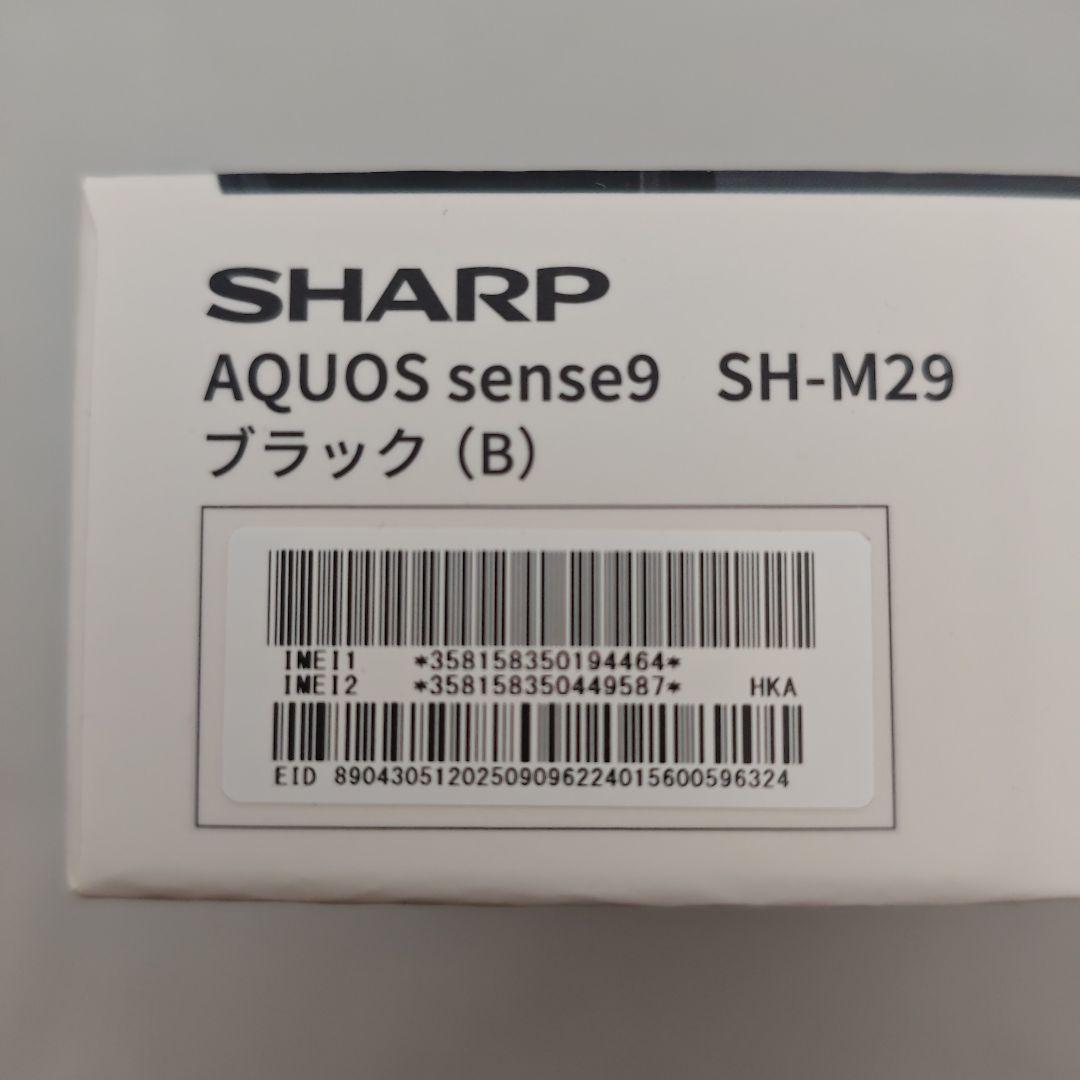 SHARP
AQUOS sense9 SH-M29
ブラック（B）
IMEI1 *358158350194464*
IMEI2 *358158350449587* HKA
EID 89043051202509096224015600596324